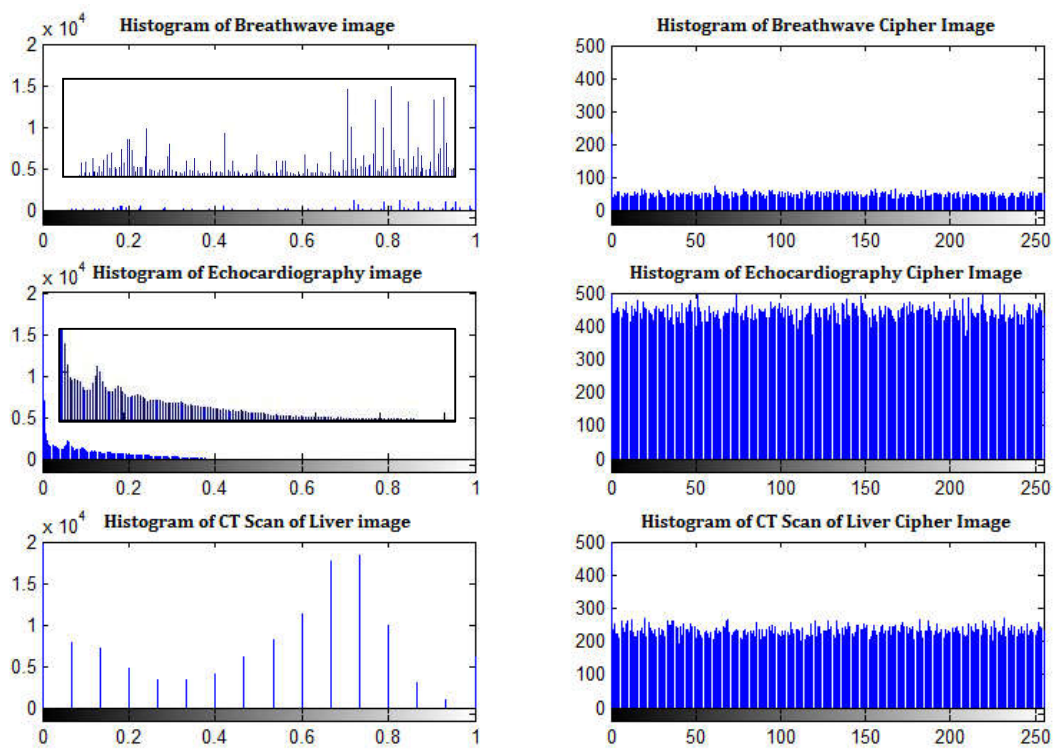 Histogram of Breathwave image
x 10^4
2
1.5
1
0.5
0
0 0.2 0.4 0.6 0.8 1
Histogram of Breathwave Cipher Image
500
400
300
200
100
0
0 50 100 150 200 250
Histogram of Echocardiography image
x 10^4
2
1.5
1
0.5
0
0 0.2 0.4 0.6 0.8 1
Histogram of Echocardiography Cipher Image
500
400
300
200
100
0
0 50 100 150 200 250
Histogram of CT Scan of Liver image
x 10^4
2
1.5
1
0.5
0
0 0.2 0.4 0.6 0.8 1
Histogram of CT Scan of Liver Cipher Image
500
400
300
200
100
0
0 50 100 150 200 250